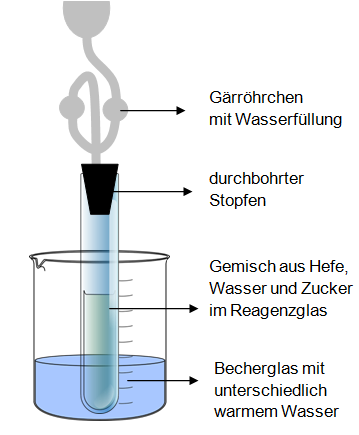 Gärröhrchen
mit Wasserfüllung
durchbohrter
Stopfen
Gemisch aus Hefe,
Wasser und Zucker
im Reagenzglas
Becherglas mit
unterschiedlich
warmem Wasser